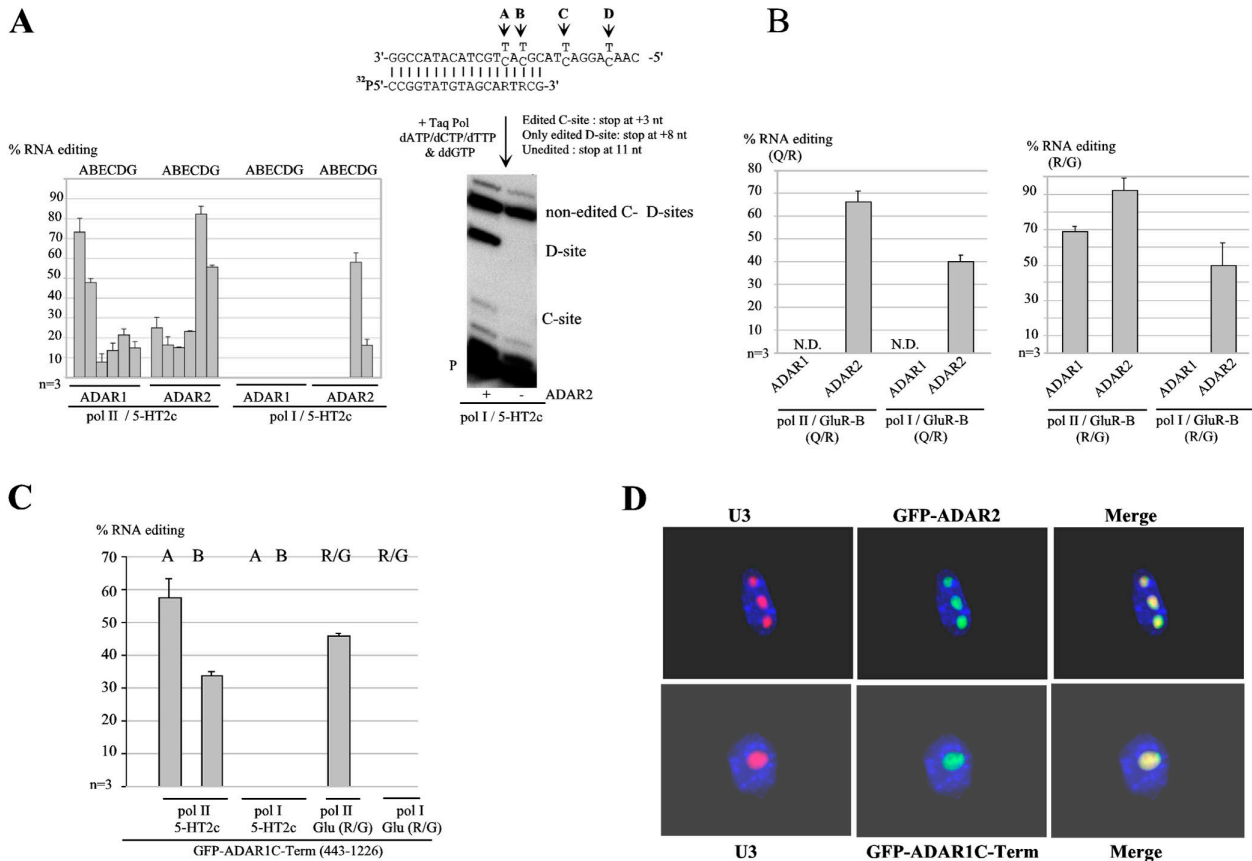 A
A B C D
T T T T
3'-GGCCATACATCGTCACGCATCAGGACAAC -5'
32P5'-CCGGTATGTAGCARTRCG-3'
+ Taq Pol
dATP/dCTP/dTTP
& ddGTP
Edited C-site : stop at +3 nt
Only edited D-site: stop at +8 nt
Unedited : stop at 11 nt
% RNA editing
ABECDG ABECDG ABECDG ABECDG
90
80
70
60
50
40
30
20
10
n=3
ADAR1 ADAR2 ADAR1 ADAR2
pol II / 5-HT2c pol I / 5-HT2c
non-edited C- D-sites
D-site
C-site
P
+ - ADAR2
pol I / 5-HT2c
B
% RNA editing
(Q/R)
80
70
60
50
40
30
20
10
n=3
N.D. N.D.
ADAR1 ADAR2 ADAR1 ADAR2
pol II / GluR-B
(Q/R)
pol I / GluR-B
(Q/R)
% RNA editing
(R/G)
90
70
50
30
10
n=3
ADAR1 ADAR2 ADAR1 ADAR2
pol II / GluR-B
(R/G)
pol I / GluR-B
(R/G)
C
% RNA editing
A B A B R/G R/G
70
60
50
40
30
20
10
n=3
pol II
5-HT2c
pol I
5-HT2c
pol II
Glu (R/G)
pol I
Glu (R/G)
GFP-ADAR1C-Term (443-1226)
D
U3 GFP-ADAR2 Merge
U3 GFP-ADAR1C-Term Merge